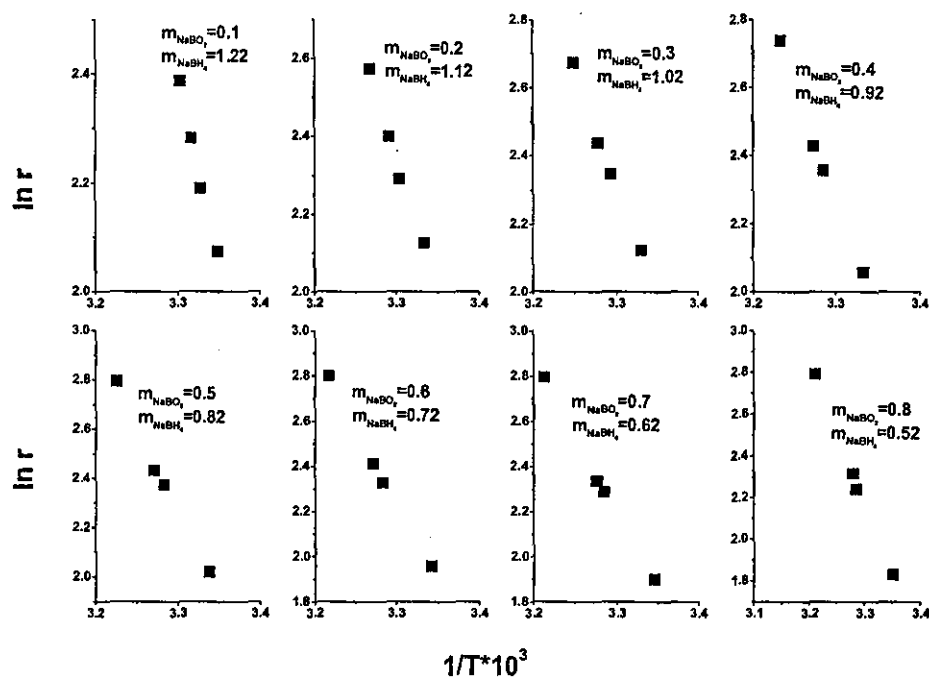 m_NaBO₂=0.1
m_NaBH₄=1.22
2.4
2.2
2.0
3.2 3.3 3.4
m_NaBO₂=0.2
m_NaBH₄=1.12
2.6
2.4
2.2
2.0
3.2 3.3 3.4
m_NaBO₂=0.3
m_NaBH₄=1.02
2.8
2.6
2.4
2.2
2.0
3.2 3.3 3.4
m_NaBO₂=0.4
m_NaBH₄=0.92
2.8
2.6
2.4
2.2
2.0
3.2 3.3 3.4
ln r
m_NaBO₂=0.5
m_NaBH₄=0.82
3.0
2.8
2.6
2.4
2.2
2.0
3.2 3.3 3.4
m_NaBO₂=0.6
m_NaBH₄=0.72
3.0
2.8
2.6
2.4
2.2
2.0
1.8
3.2 3.3 3.4
m_NaBO₂=0.7
m_NaBH₄=0.62
3.0
2.8
2.6
2.4
2.2
2.0
1.8
3.2 3.3 3.4
m_NaBO₂=0.8
m_NaBH₄=0.52
3.0
2.8
2.6
2.4
2.2
2.0
1.8
3.1 3.2 3.3 3.4
ln r
1/T*10³